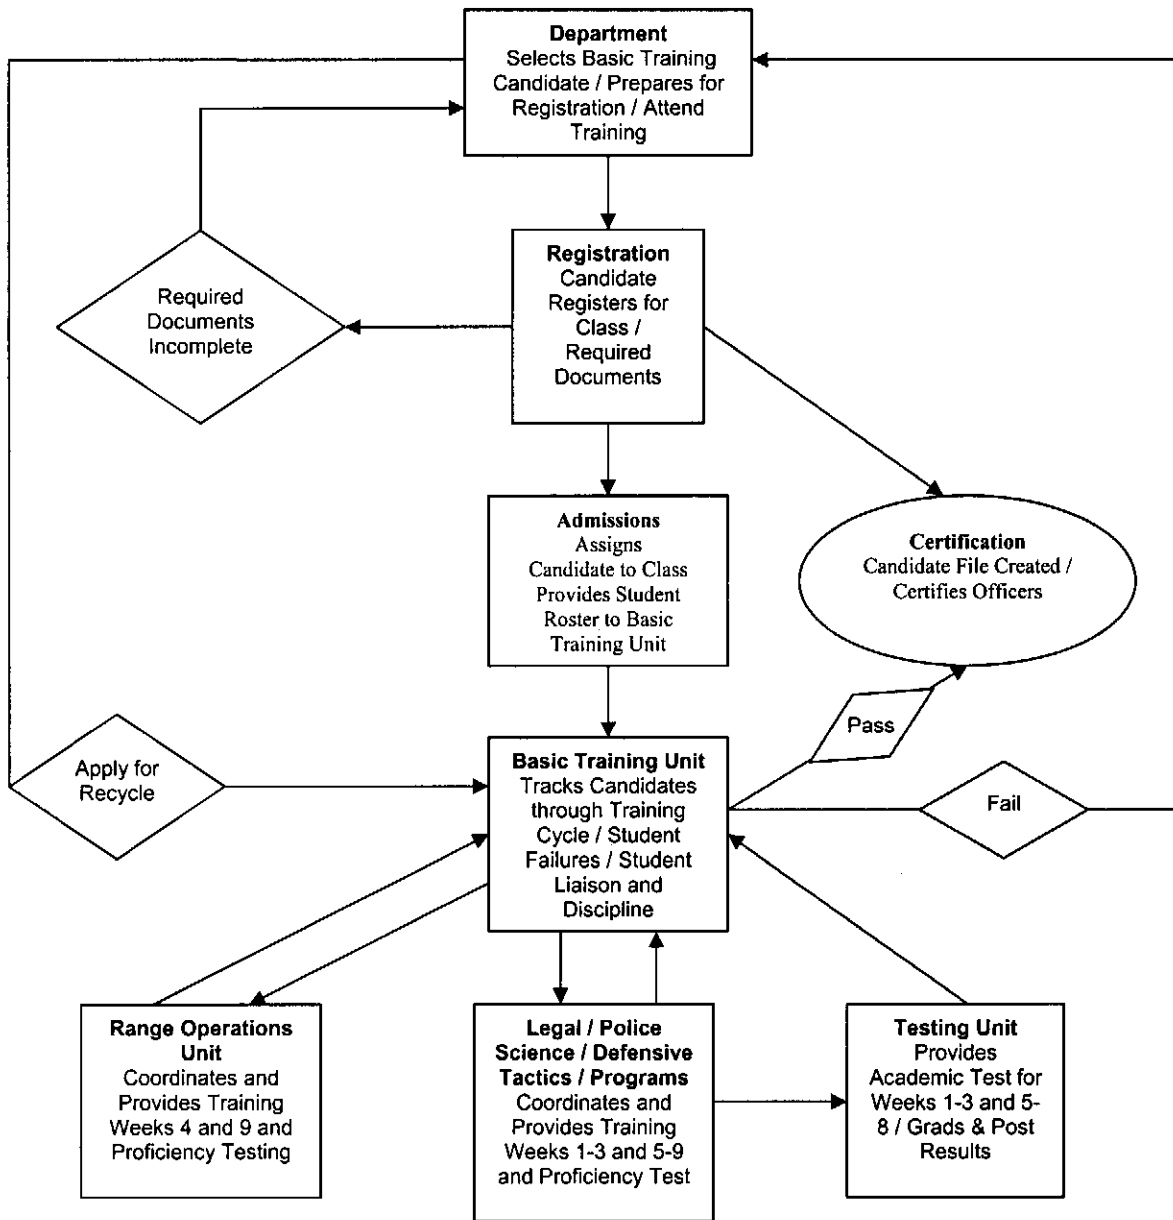 Department
Selects Basic Training
Candidate / Prepares for
Registration / Attend
Training
Registration
Candidate
Registers for
Class /
Required
Documents
Required
Documents
Incomplete
Admissions
Assigns
Candidate to Class
Provides Student
Roster to Basic
Training Unit
Certification
Candidate File Created /
Certifies Officers
Pass
Apply for
Recycle
Basic Training Unit
Tracks Candidates
through Training
Cycle / Student
Failures / Student
Liaison and
Discipline
Fail
Range Operations
Unit
Coordinates and
Provides Training
Weeks 4 and 9 and
Proficiency Testing
Legal / Police
Science / Defensive
Tactics / Programs
Coordinates and
Provides Training
Weeks 1-3 and 5-9
and Proficiency Test
Testing Unit
Provides
Academic Test for
Weeks 1-3 and 5-
8 / Grads & Post
Results